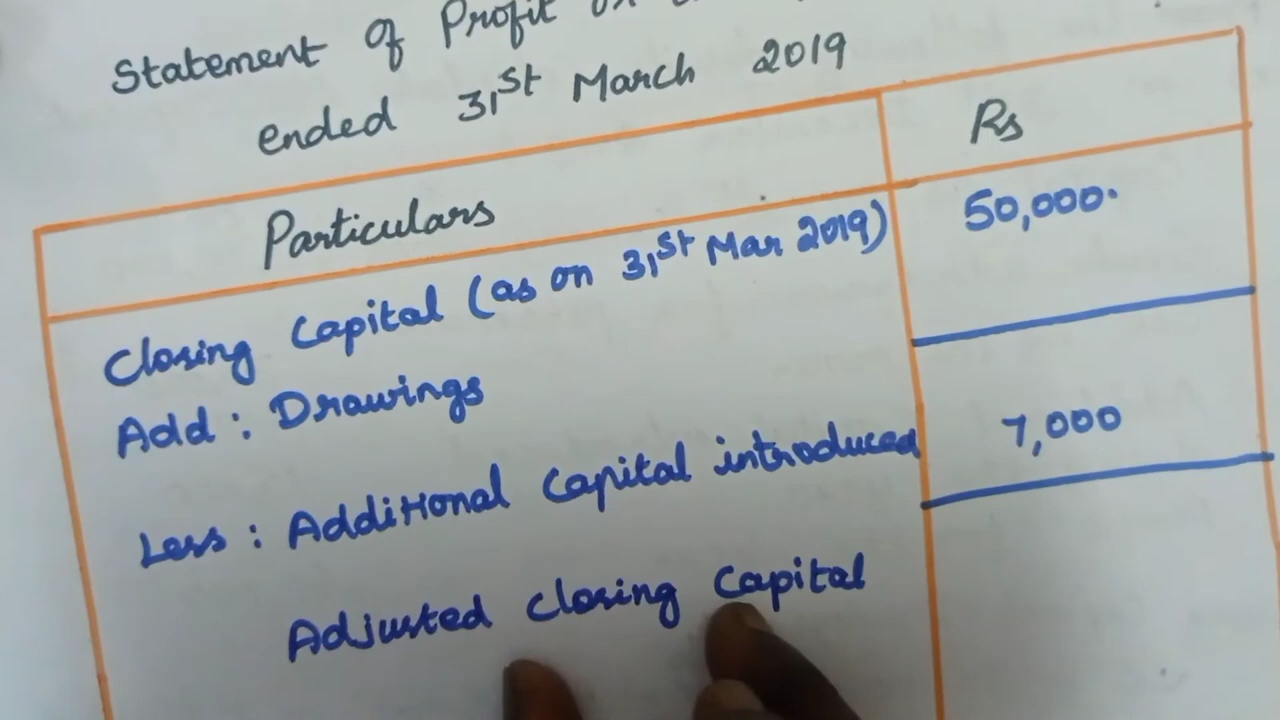 Statement of Profit or
ended 31st March 2019
Particulars Rs
Closing Capital (as on 31st Mar 2019) 50,000.
Add : Drawings
Less : Additional Capital introduced 7,000
Adjusted Closing Capital